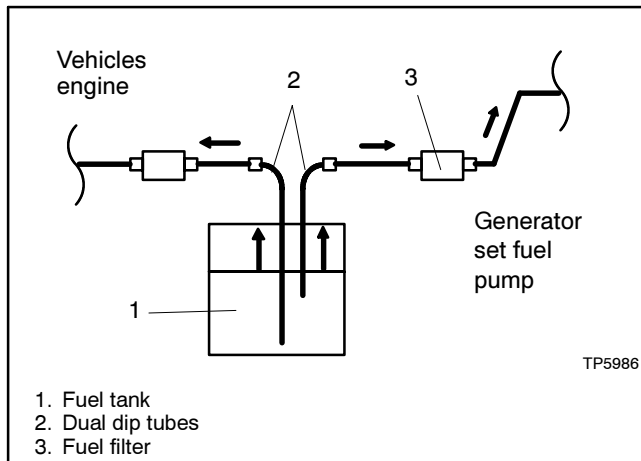 Vehicles
engine
2
3
Generator
set fuel
pump
1
TP5986
1. Fuel tank
2. Dual dip tubes
3. Fuel filter